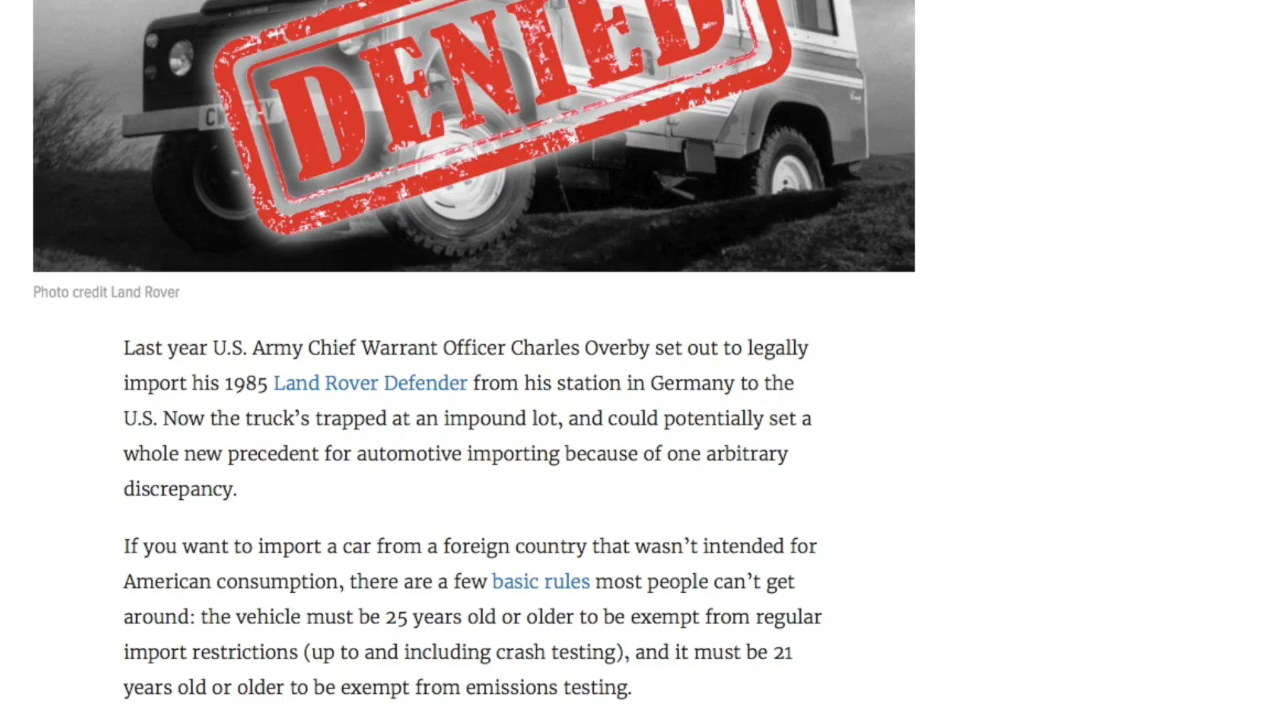 DENIED
Photo credit Land Rover
Last year U.S. Army Chief Warrant Officer Charles Overby set out to legally
import his 1985 Land Rover Defender from his station in Germany to the
U.S. Now the truck’s trapped at an impound lot, and could potentially set a
whole new precedent for automotive importing because of one arbitrary
discrepancy.
If you want to import a car from a foreign country that wasn’t intended for
American consumption, there are a few basic rules most people can’t get
around: the vehicle must be 25 years old or older to be exempt from regular
import restrictions (up to and including crash testing), and it must be 21
years old or older to be exempt from emissions testing.